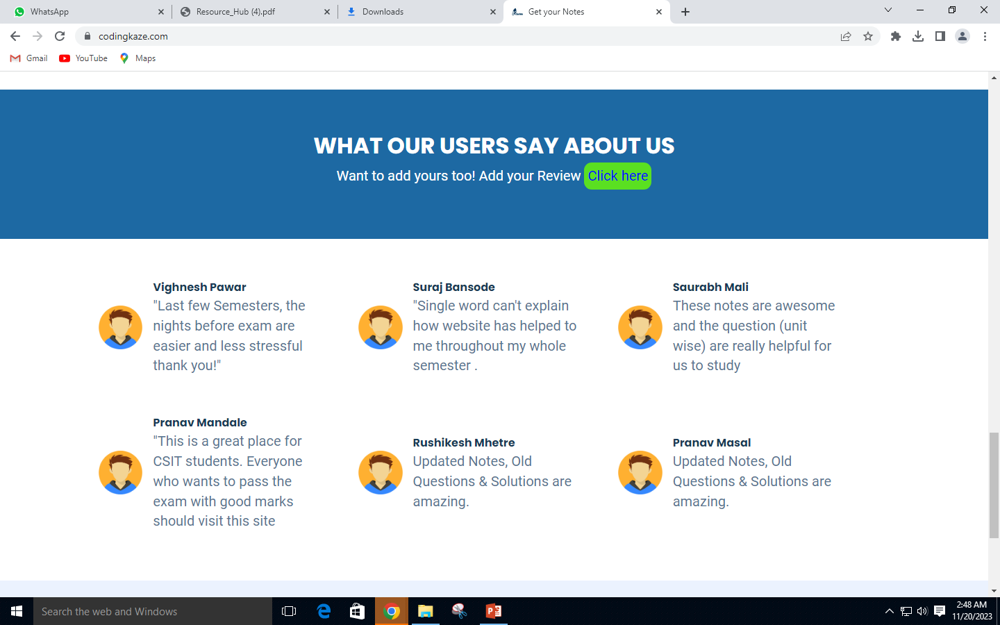 WhatsApp
Resource_Hub (4).pdf
Downloads
Get your Notes
codingkaze.com
Gmail
YouTube
Maps
WHAT OUR USERS SAY ABOUT US
Want to add yours too! Add your Review Click here
Vighnesh Pawar
"Last few Semesters, the
nights before exam are
easier and less stressful
thank you!"
Suraj Bansode
"Single word can't explain
how website has helped to
me throughout my whole
semester .
Saurabh Mali
These notes are awesome
and the question (unit
wise) are really helpful for
us to study
Pranav Mandale
"This is a great place for
CSIT students. Everyone
who wants to pass the
exam with good marks
should visit this site
Rushikesh Mhetre
Updated Notes, Old
Questions & Solutions are
amazing.
Pranav Masal
Updated Notes, Old
Questions & Solutions are
amazing.
Search the web and Windows
2:48 AM
11/20/2023